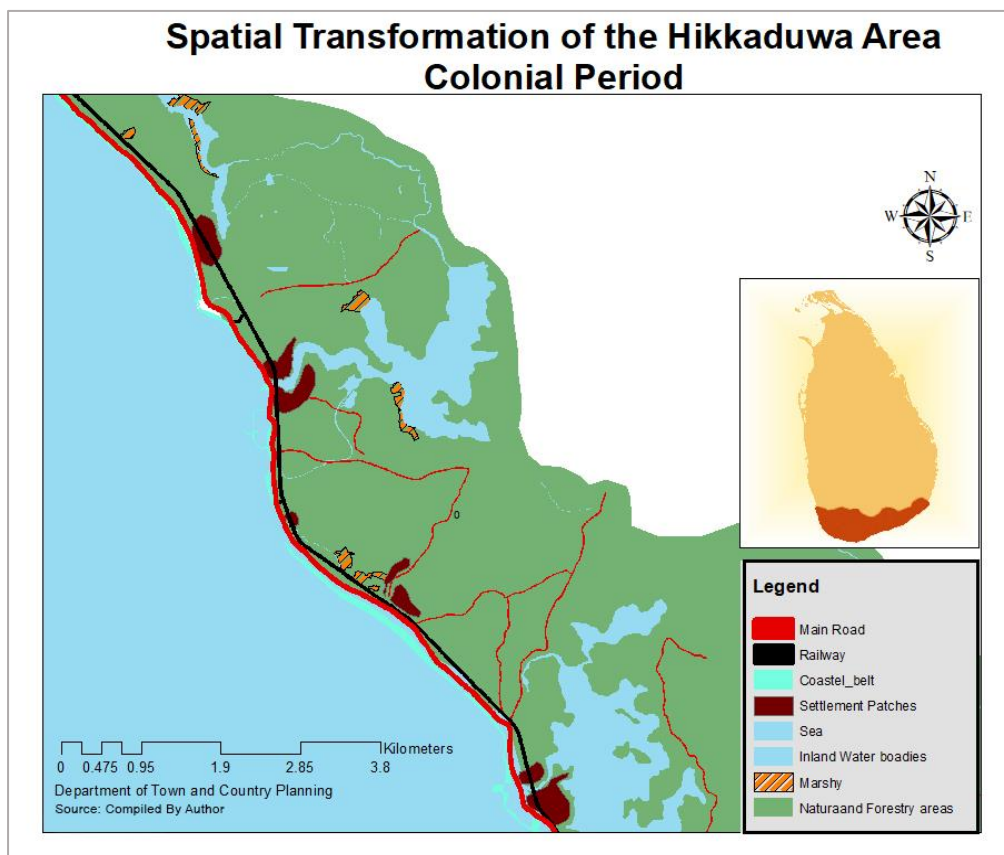 Spatial Transformation of the Hikkaduwa Area
Colonial Period
N
W E
S
0
Legend
Main Road
Railway
Coastel_belt
Settlement Patches
Sea
Inland Water boadies
Marshy
Naturaand Forestry areas
Kilometers
0 0.475 0.95 1.9 2.85 3.8
Department of Town and Country Planning
Source: Compiled By Author